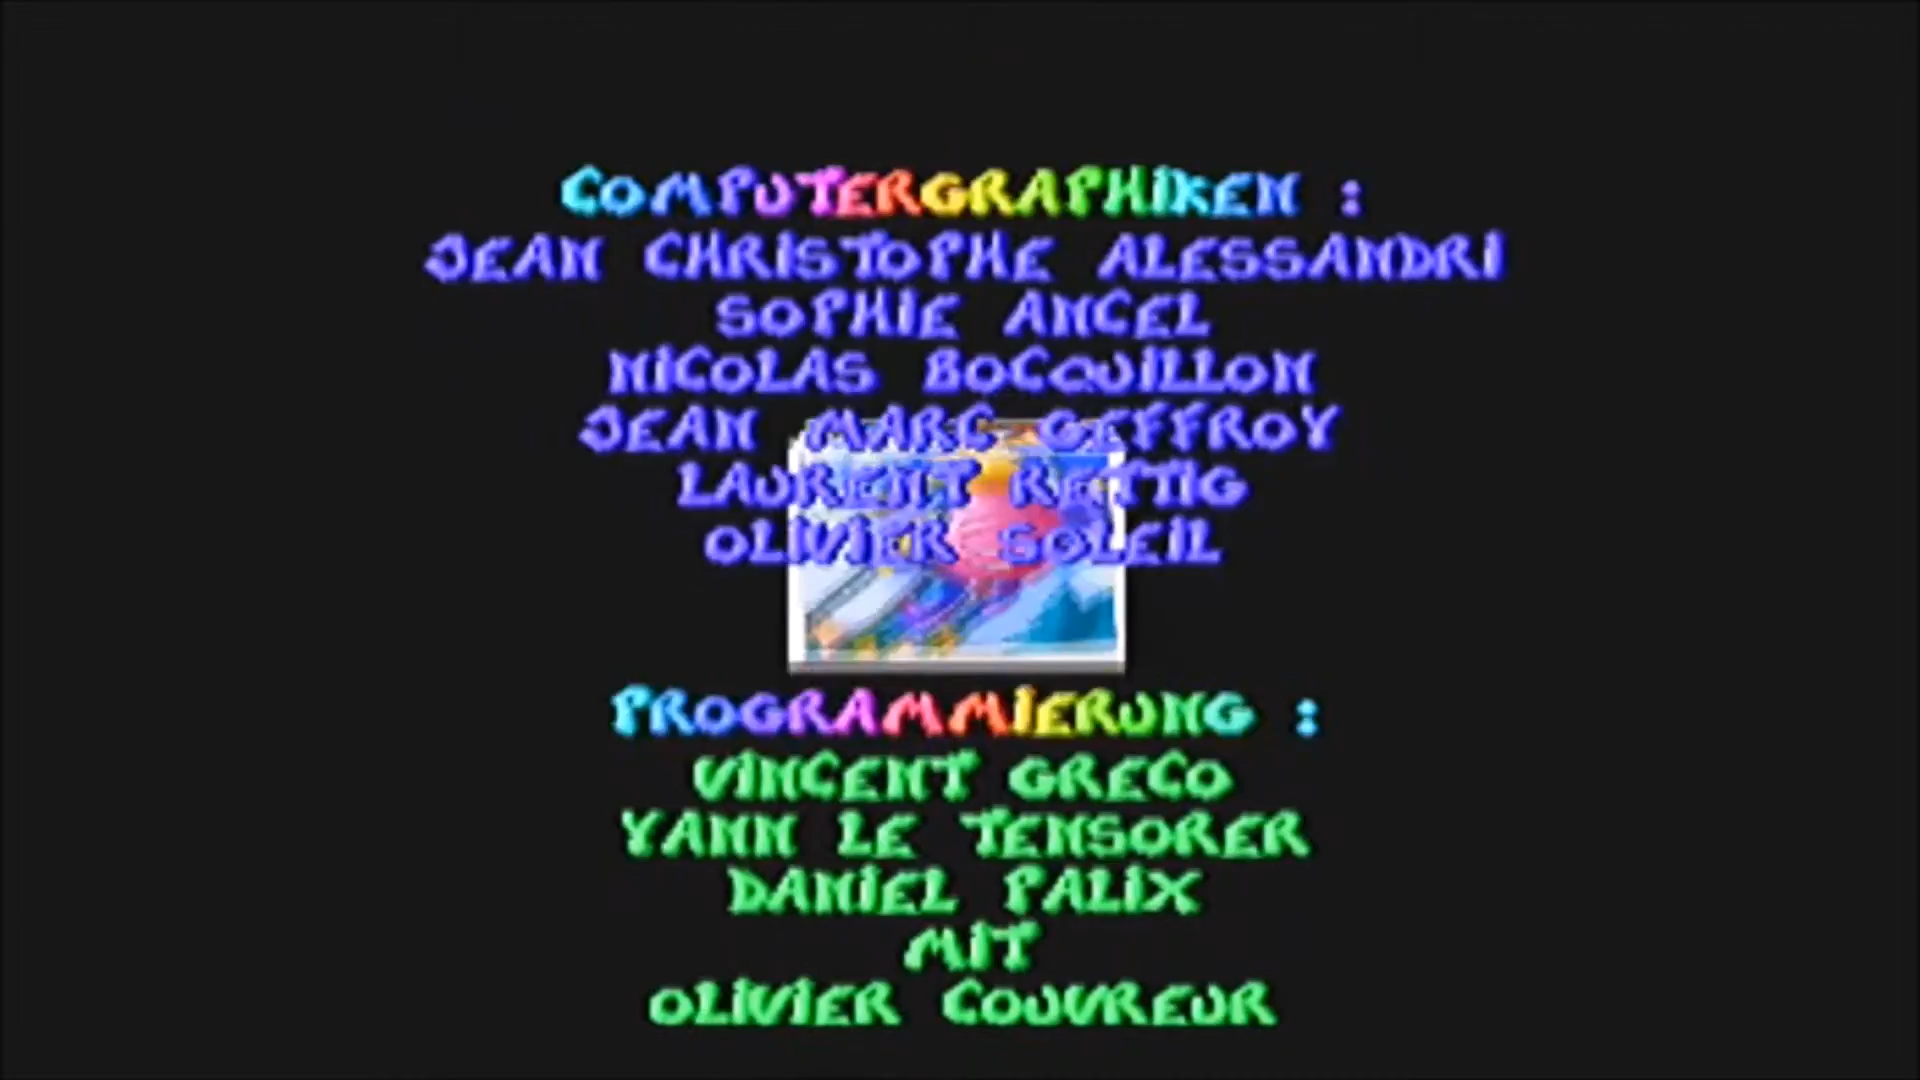 COMPUTERGRAPHIKEN :
JEAN CHRISTOPHE ALESSANDRI
SOPHIE ANCEL
NICOLAS BOCQUILLON
JEAN MARC GEFFROY
LAURENT RETTIG
OLIVIER SOLEIL
PROGRAMMIERUNG :
VINCENT GRECO
YANN LE TENSORER
DANIEL PALIX
MIT
OLIVIER COUVREUR